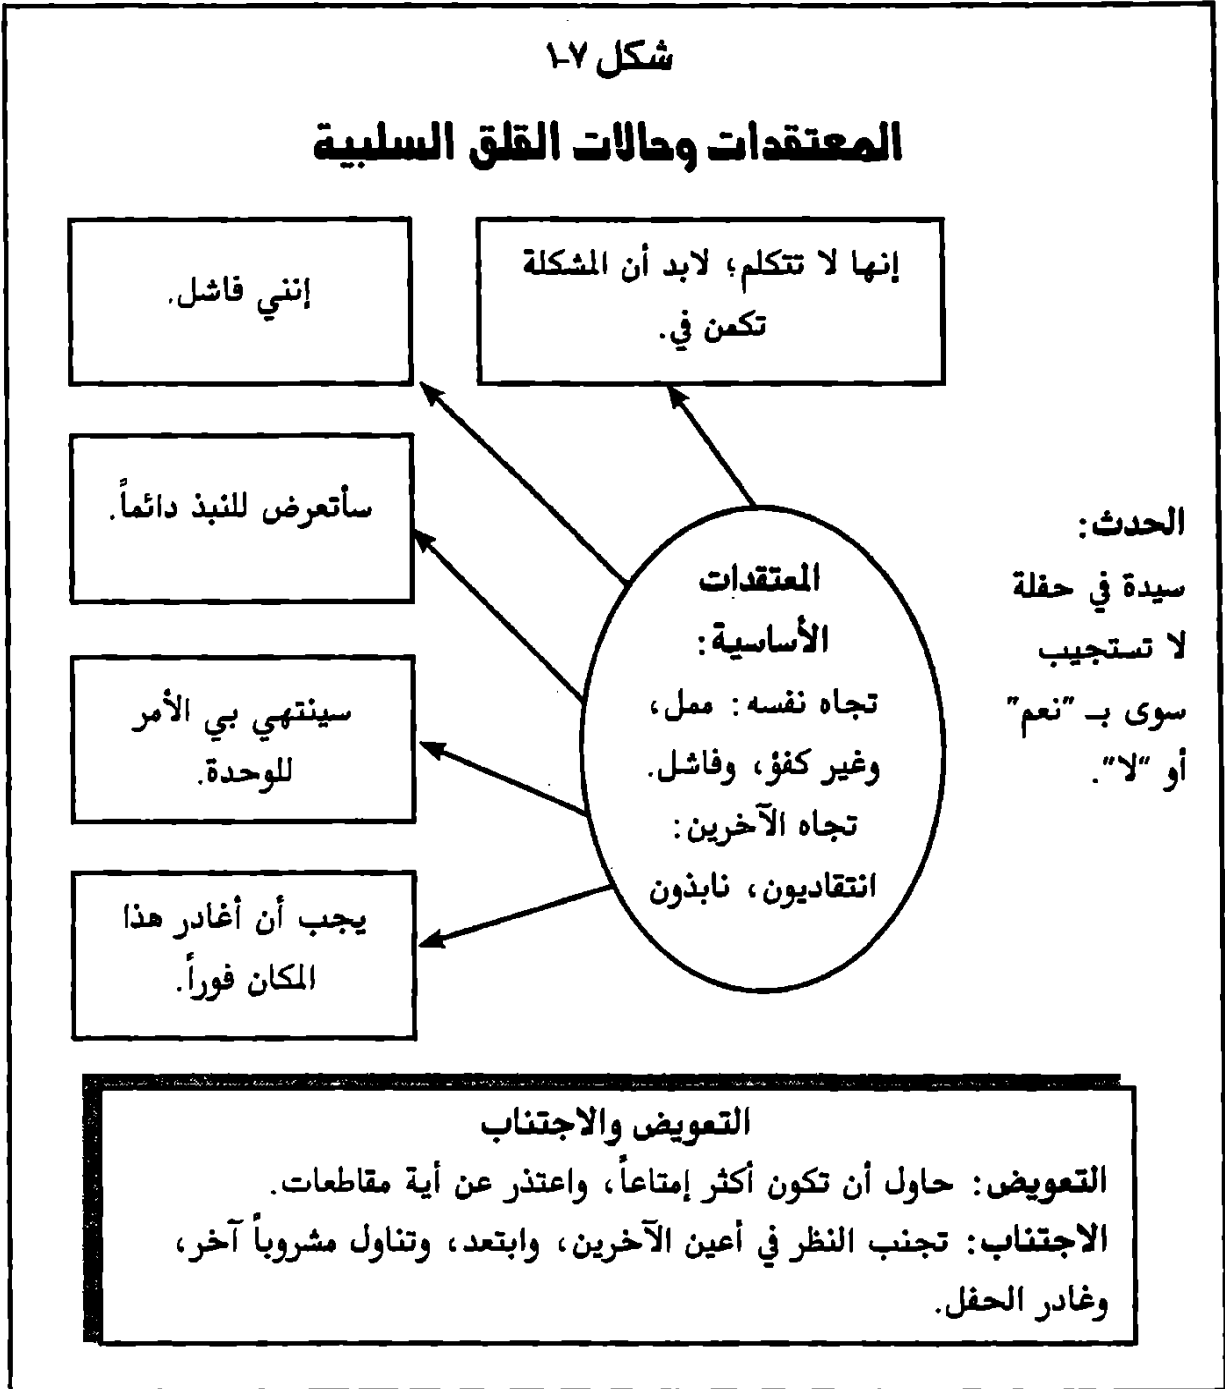 شكل ٧-١
المعتقدات وحالات القلق السلبية
إنها لا تتكلم؛ لابد أن المشكلة
تكمن في.
إنني فاشل.
سأتعرض للنبذ دائماً.
سينتهي بي الأمر
للوحدة.
يجب أن أغادر هذا
المكان فوراً.
الحدث:
سيدة في حفلة
لا تستجيب
سوى بـ "نعم"
أو "لا".
المعتقدات
الأساسية:
تجاه نفسه: ممل،
وغير كفؤ، وفاشل.
تجاه الآخرين:
انتقاديون، نابذون
التعويض والاجتناب
التعويض: حاول أن تكون أكثر إمتاعاً، واعتذر عن أية مقاطعات.
الاجتناب: تجنب النظر في أعين الآخرين، وابتعد، وتناول مشروباً آخر،
وغادر الحفل.